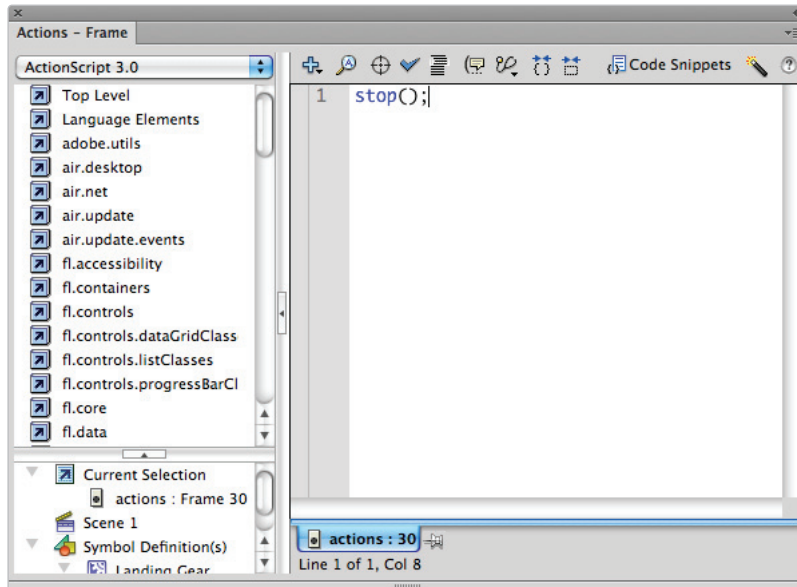 Actions – Frame
ActionScript 3.0
Code Snippets
Top Level
Language Elements
adobe.utils
air.desktop
air.net
air.update
air.update.events
fl.accessibility
fl.containers
fl.controls
fl.controls.dataGridClass
fl.controls.listClasses
fl.controls.progressBarCl
fl.core
fl.data
1 stop();
Current Selection
actions : Frame 30
Scene 1
Symbol Definition(s)
Landing Gear
actions : 30
Line 1 of 1, Col 8